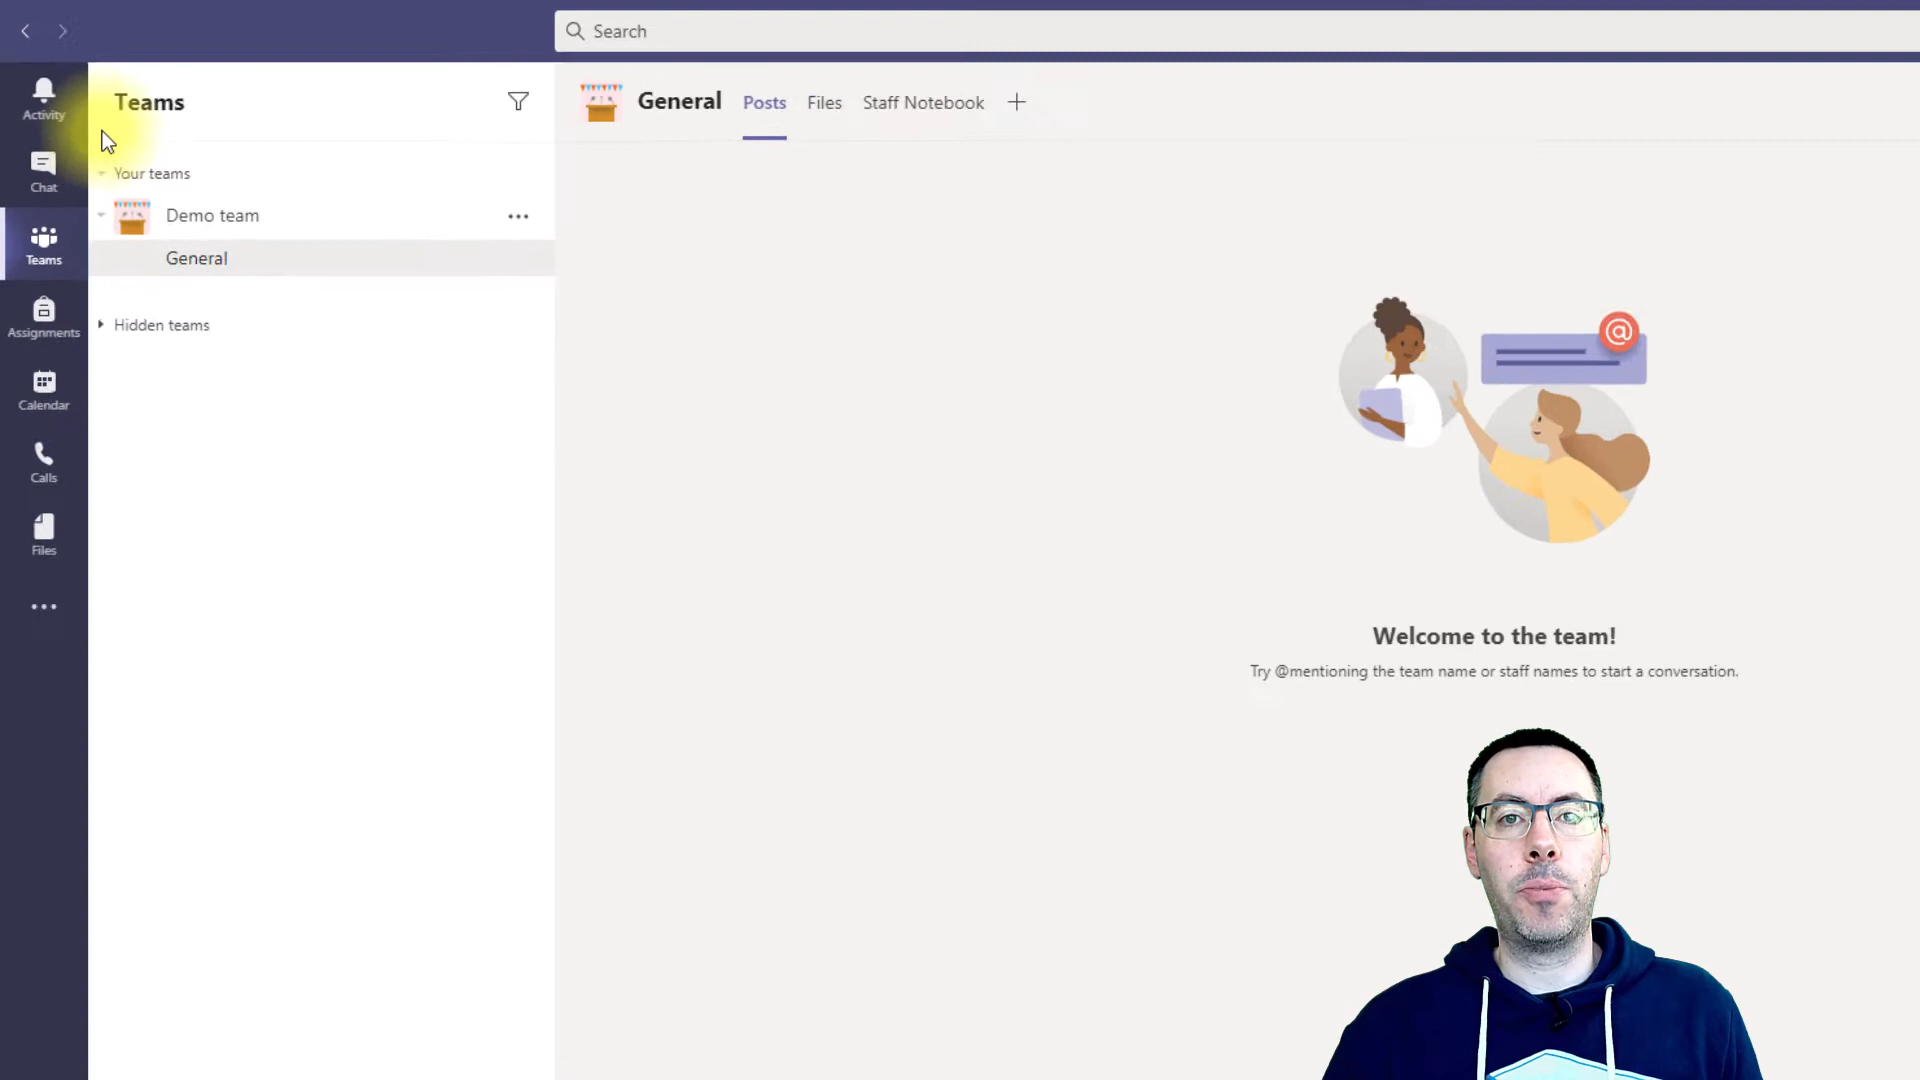 Search
Activity
Chat
Teams
Assignments
Calendar
Calls
Files
Teams
Your teams
Demo team
General
Hidden teams
General Posts Files Staff Notebook
@
Welcome to the team!
Try @mentioning the team name or staff names to start a conversation.